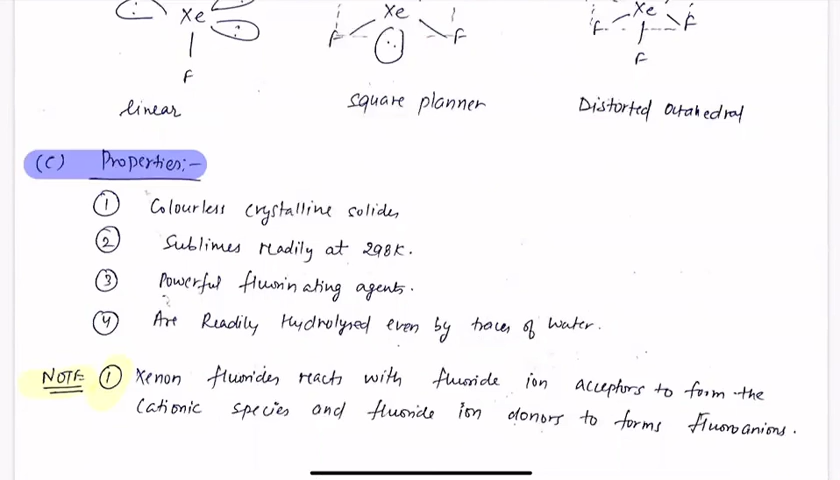 Xe Xe Xe
F F F F
F F
linear square planner Distorted Octahedral
(C) Properties:-
① Colourless crystalline solids,
② Sublimes readily at 298K.
③ Powerful fluorinating agents.
④ Are Readily Hydrolysed even by traces of water.
NOTE ① Xenon fluorides reacts with fluoride ion acceptors to form the
Cationic species and fluoride ion donors to forms Fluoroanions.